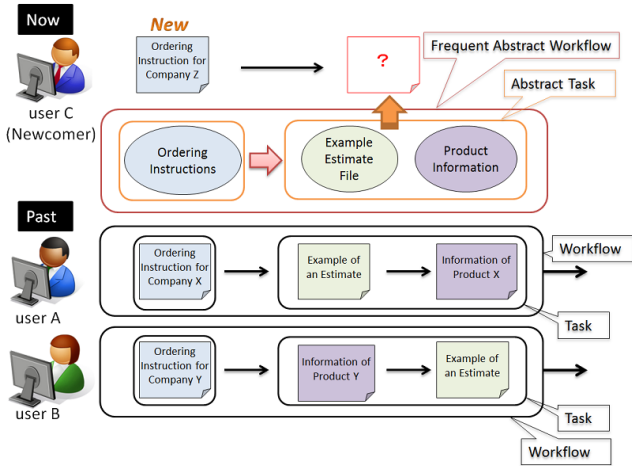 Now
New
Ordering
Instruction for
Company Z
?
Frequent Abstract Workflow
Abstract Task
user C
(Newcomer)
Ordering
Instructions
Example
Estimate
File
Product
Information
Past
Ordering
Instruction for
Company X
Example of
an Estimate
Information of
Product X
Workflow
user A
Task
Ordering
Instruction for
Company Y
Information of
Product Y
Example of
an Estimate
user B
Task
Workflow